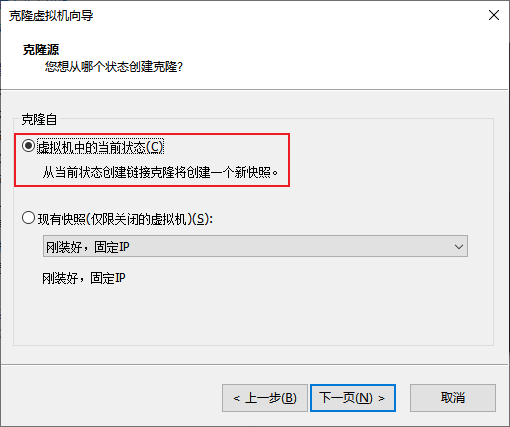 克隆虚拟机向导
克隆源
您想从哪个状态创建克隆?
克隆自
虚拟机中的当前状态(C)
从当前状态创建链接克隆将创建一个新快照。
现有快照(仅限关闭的虚拟机)(S):
刚装好，固定IP
刚装好，固定IP
< 上一步(B)
下一页(N) >
取消